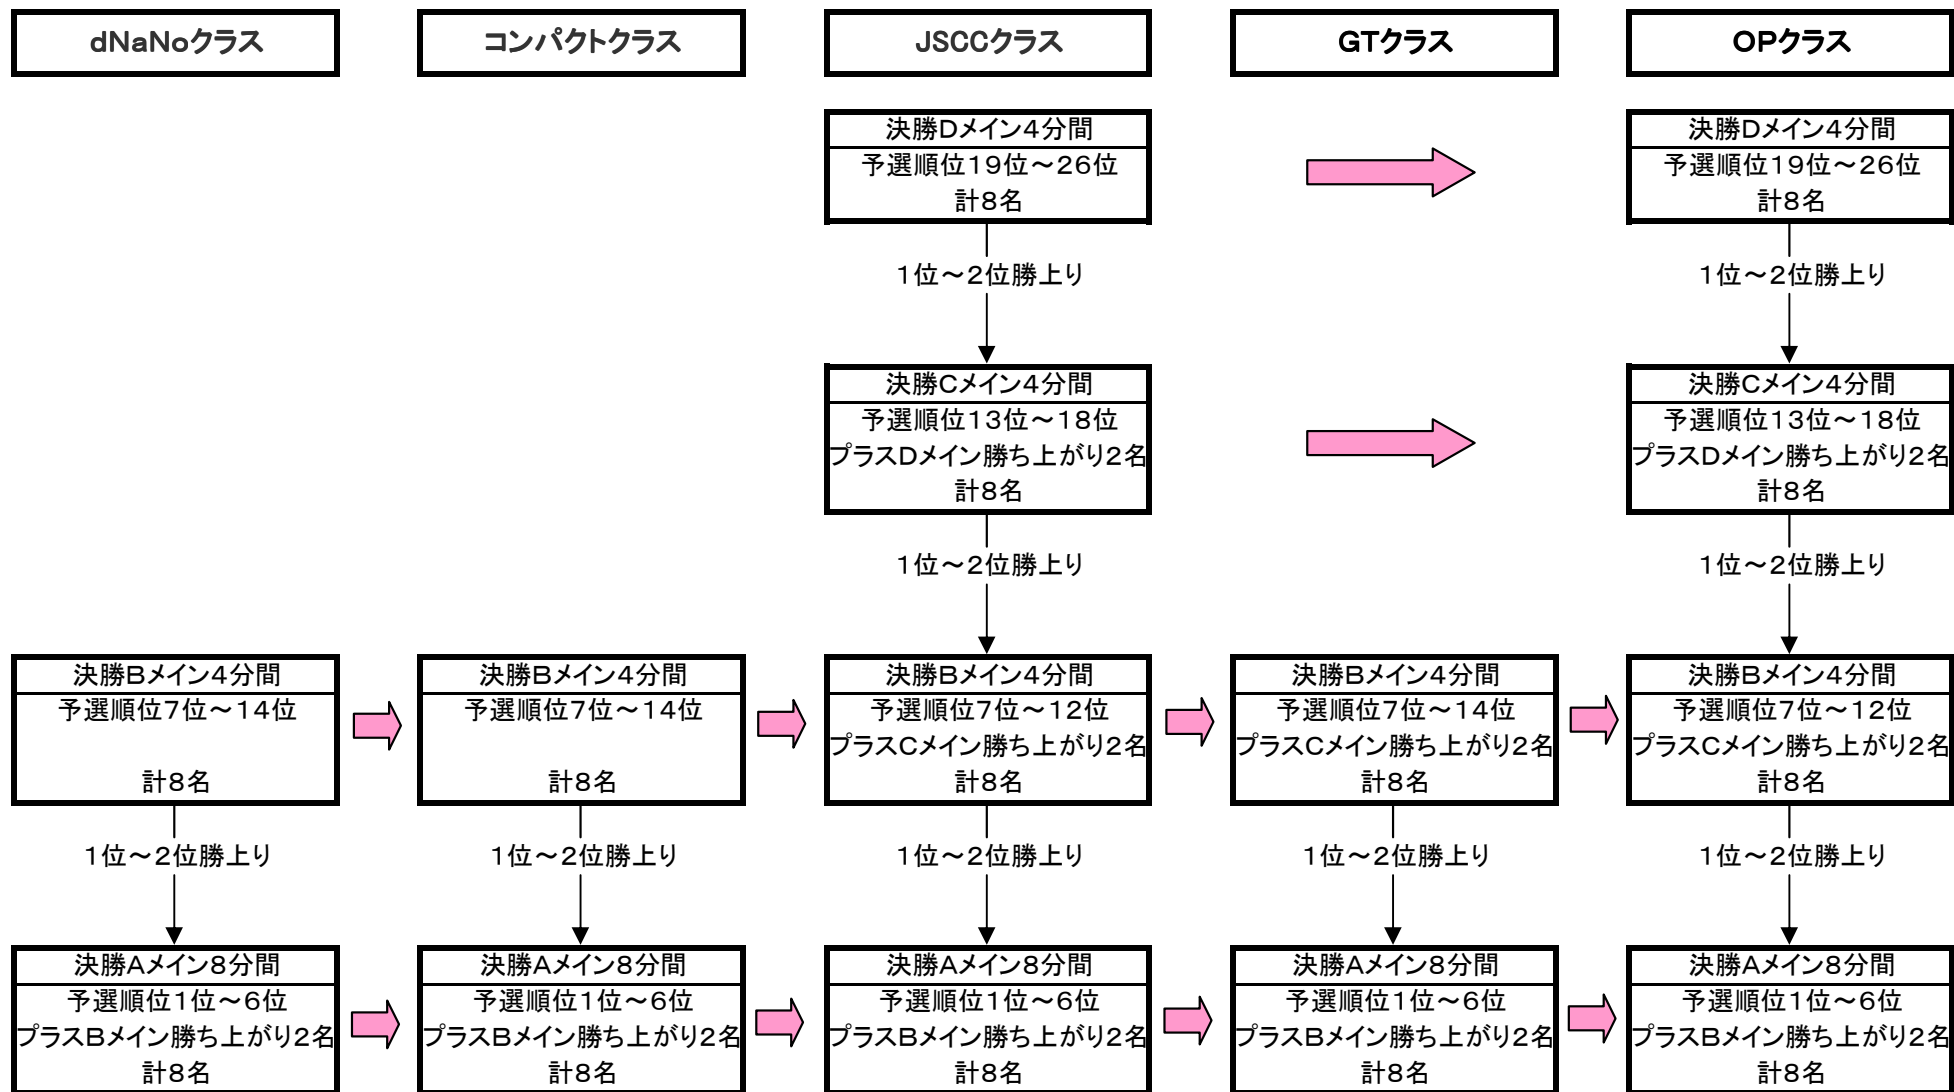 dNaNoクラス
コンパクトクラス
JSCCクラス
GTクラス
OPクラス
決勝Dメイン4分間
予選順位19位～26位
計8名
決勝Dメイン4分間
予選順位19位～26位
計8名
1位～2位勝上り
1位～2位勝上り
決勝Cメイン4分間
予選順位13位～18位
プラスDメイン勝ち上がり2名
計8名
決勝Cメイン4分間
予選順位13位～18位
プラスDメイン勝ち上がり2名
計8名
1位～2位勝上り
1位～2位勝上り
決勝Bメイン4分間
予選順位7位～14位
計8名
決勝Bメイン4分間
予選順位7位～14位
計8名
決勝Bメイン4分間
予選順位7位～12位
プラスCメイン勝ち上がり2名
計8名
決勝Bメイン4分間
予選順位7位～14位
プラスCメイン勝ち上がり2名
計8名
決勝Bメイン4分間
予選順位7位～12位
プラスCメイン勝ち上がり2名
計8名
1位～2位勝上り
1位～2位勝上り
1位～2位勝上り
1位～2位勝上り
1位～2位勝上り
決勝Aメイン8分間
予選順位1位～6位
プラスBメイン勝ち上がり2名
計8名
決勝Aメイン8分間
予選順位1位～6位
プラスBメイン勝ち上がり2名
計8名
決勝Aメイン8分間
予選順位1位～6位
プラスBメイン勝ち上がり2名
計8名
決勝Aメイン8分間
予選順位1位～6位
プラスBメイン勝ち上がり2名
計8名
決勝Aメイン8分間
予選順位1位～6位
プラスBメイン勝ち上がり2名
計8名